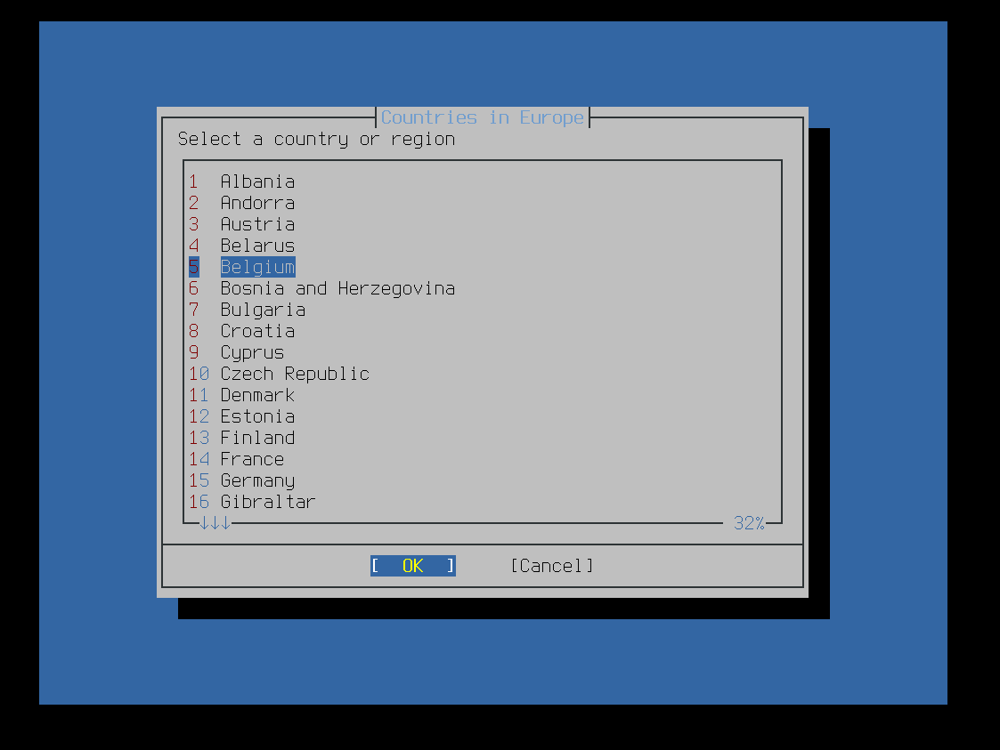 Countries in Europe
Select a country or region
1 Albania
2 Andorra
3 Austria
4 Belarus
5 Belgium
6 Bosnia and Herzegovina
7 Bulgaria
8 Croatia
9 Cyprus
10 Czech Republic
11 Denmark
12 Estonia
13 Finland
14 France
15 Germany
16 Gibraltar
↓↓↓ 32%
[ OK ] [Cancel]